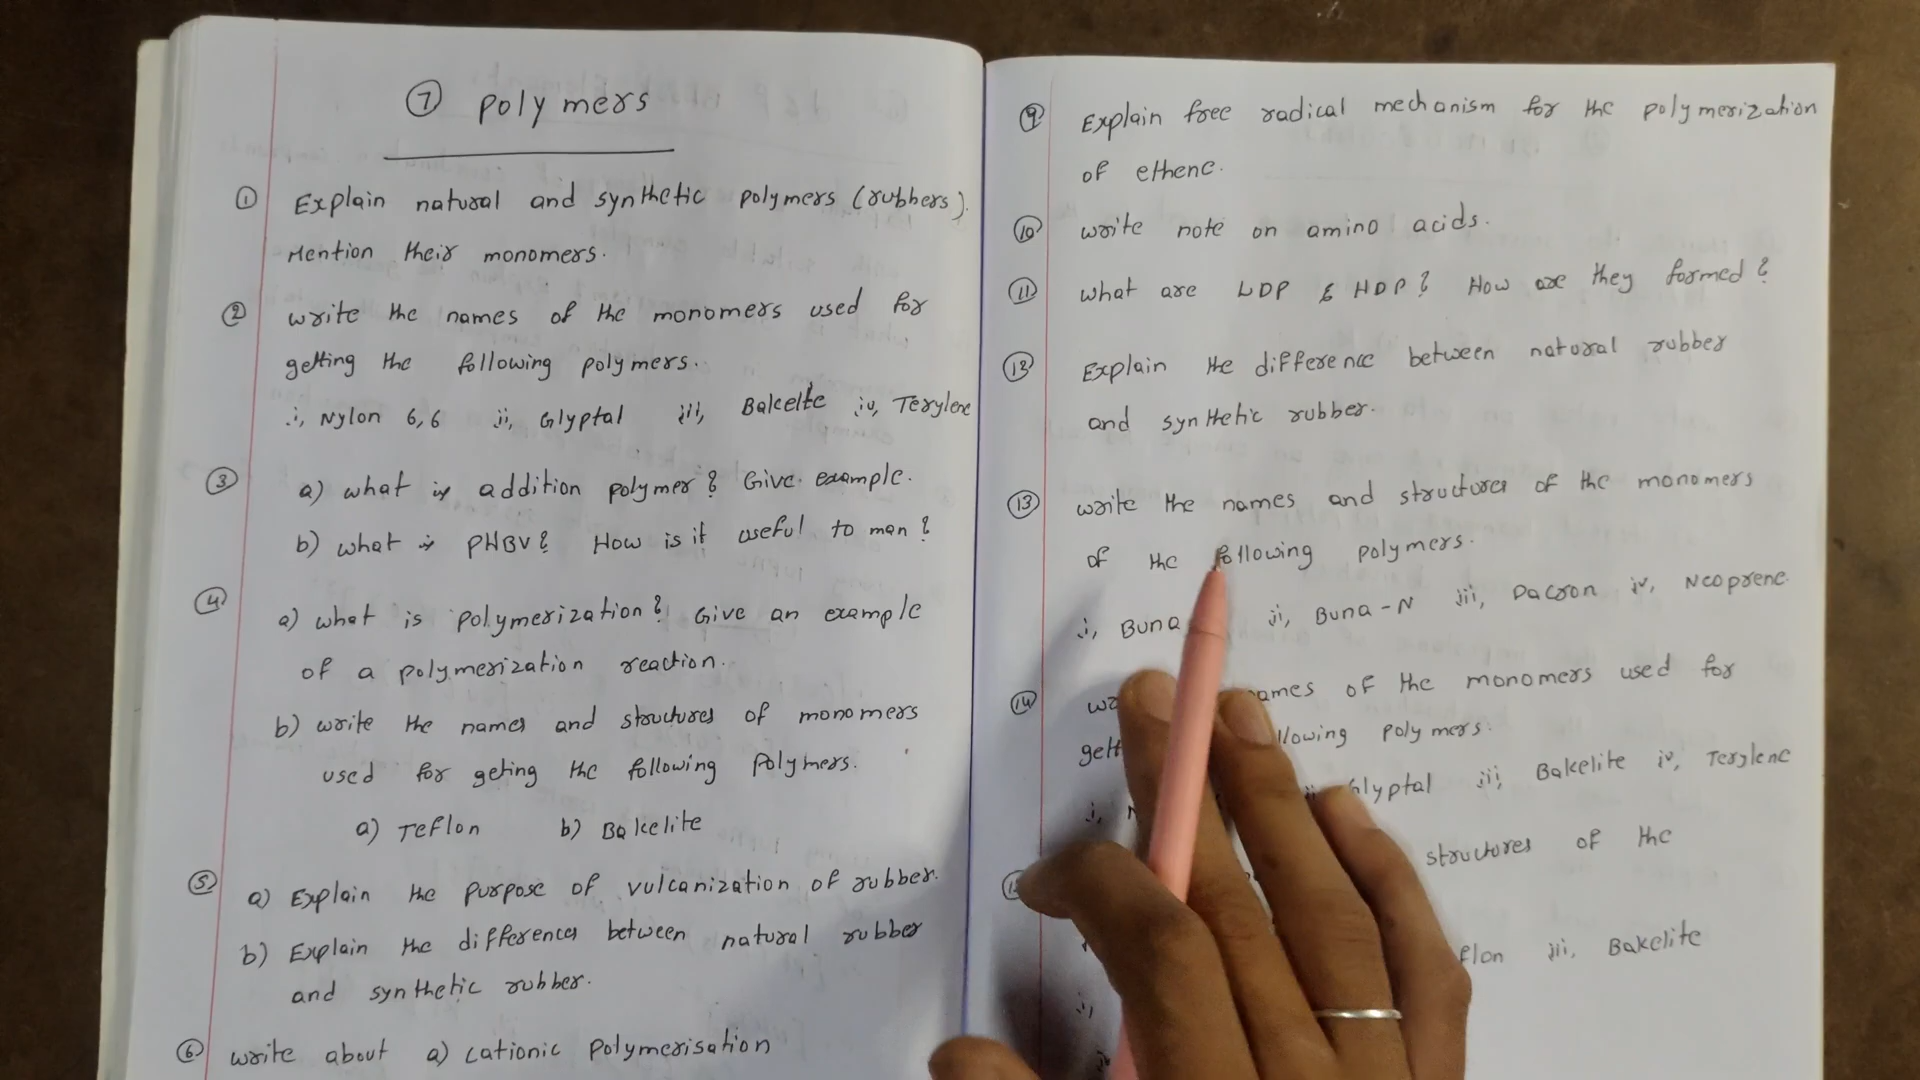 7 polymers
1 Explain natural and synthetic polymers (rubbers).
Mention their monomers.
2 write the names of the monomers used for
getting the following polymers.
i, Nylon 6,6 ii, Glyptal iii, Bakelte iv, Terylene
3 a) what is addition polymer? Give. example.
b) what is PHBV? How is it useful to man?
4 a) what is polymerization? Give an example
of a polymerization reaction.
b) write the names and structures of monomers
used for geting the following Polymers.
a) Teflon b) Bakelite
5 a) Explain the purpose of vulcanization of rubber.
b) Explain the differences between natural rubber
and synthetic rubber.
6 write about a) cationic polymerisation
9 Explain free radical mechanism for the polymerization
of ethene.
10 write note on amino acids.
11 what are LDP & HDP? How are they formed?
12 Explain the difference between natural rubber
and synthetic rubber.
13 write the names and structures of the monomers
of the following polymers.
i, Buna ii, Buna-N iii, Dacron iv, Neoprene
14 names of the monomers used for
polymers.
i, Glyptal iii, Bakelite iv, Terylene
structures of the
iii, Bakelite